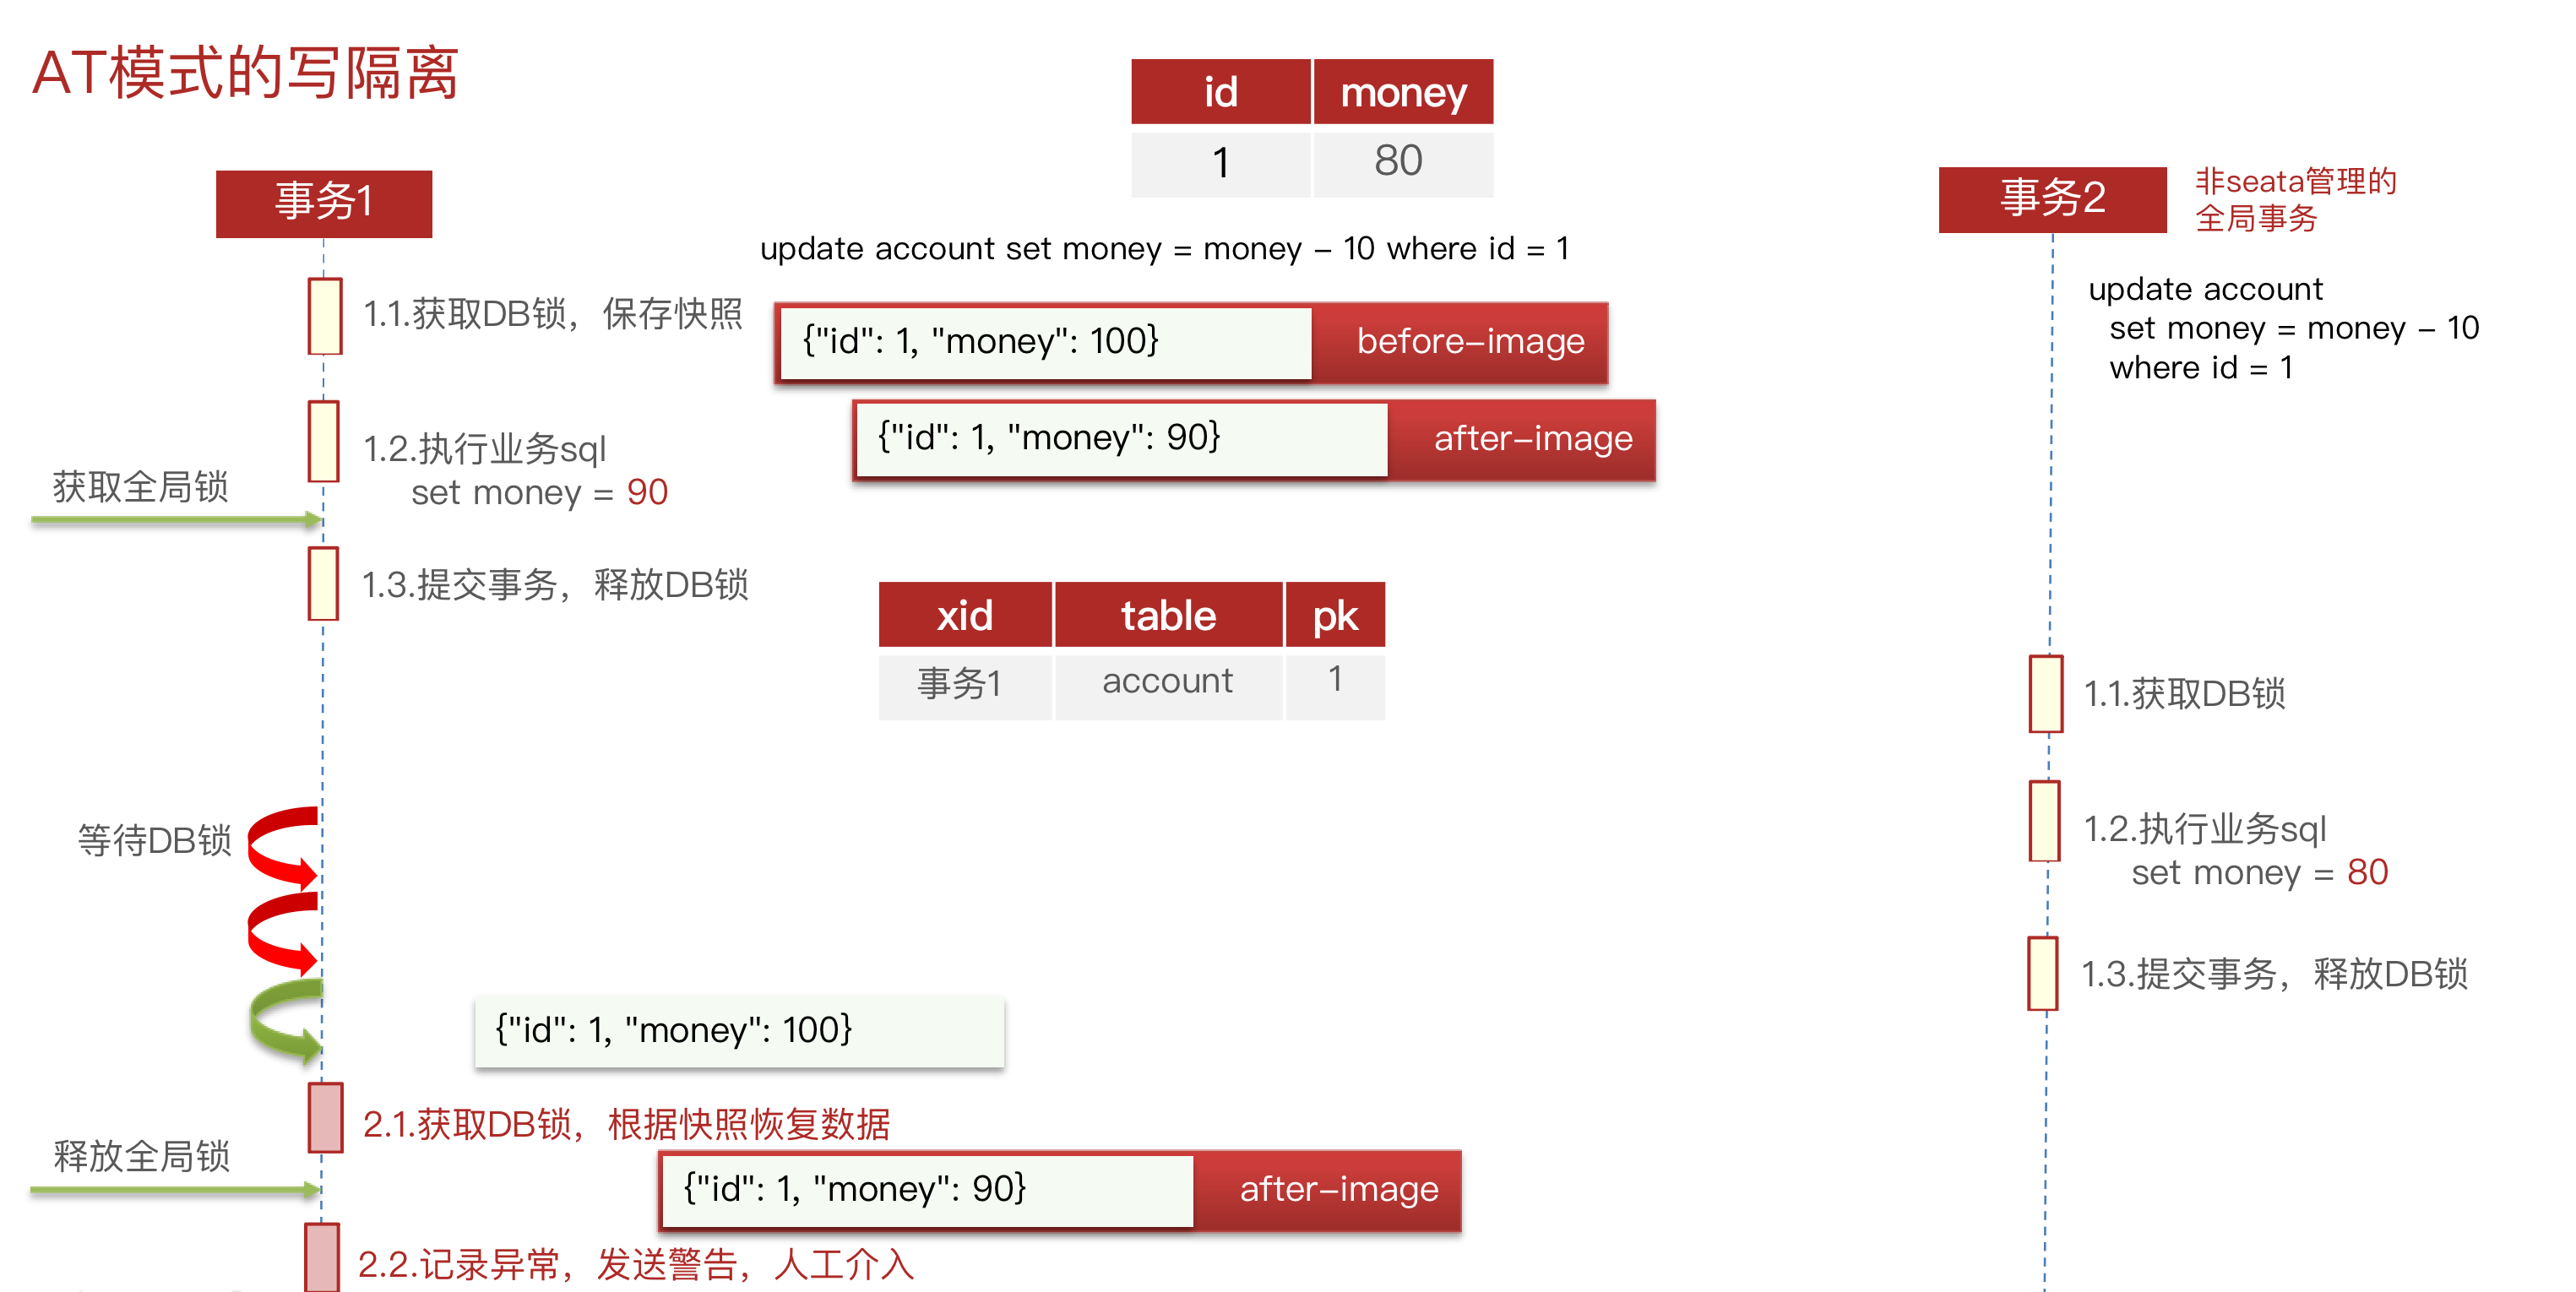 AT模式的写隔离
id money
1 80
事务1
事务2
非seata管理的
全局事务
update account set money = money – 10 where id = 1
update account
set money = money – 10
where id = 1
1.1.获取DB锁，保存快照
{"id": 1, "money": 100}
before–image
{"id": 1, "money": 90}
after–image
1.2.执行业务sql
set money = 90
获取全局锁
1.3.提交事务，释放DB锁
xid table pk
事务1 account 1
1.1.获取DB锁
等待DB锁
1.2.执行业务sql
set money = 80
1.3.提交事务，释放DB锁
{"id": 1, "money": 100}
2.1.获取DB锁，根据快照恢复数据
释放全局锁
{"id": 1, "money": 90}
after–image
2.2.记录异常，发送警告，人工介入